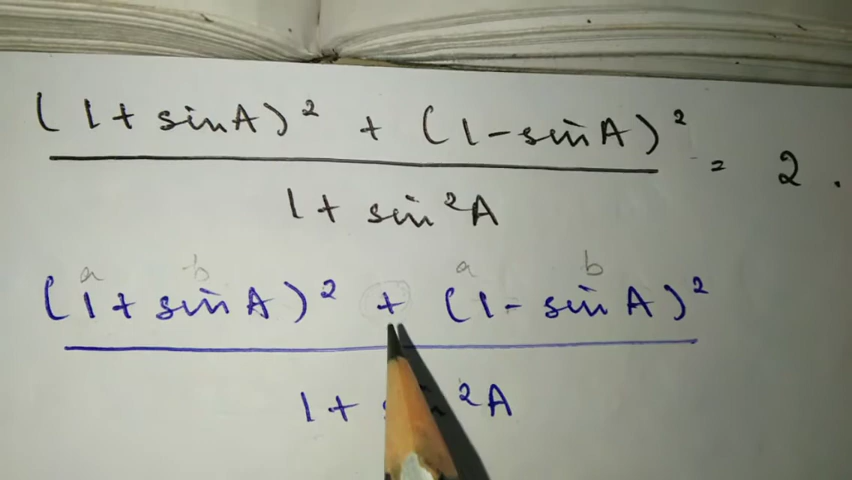 (1 + sinA)² + (1 - sinA)²
= 2 .
1 + sin²A
a b a b
(1 + sinA)² + (1 - sinA)²
1 + ²A